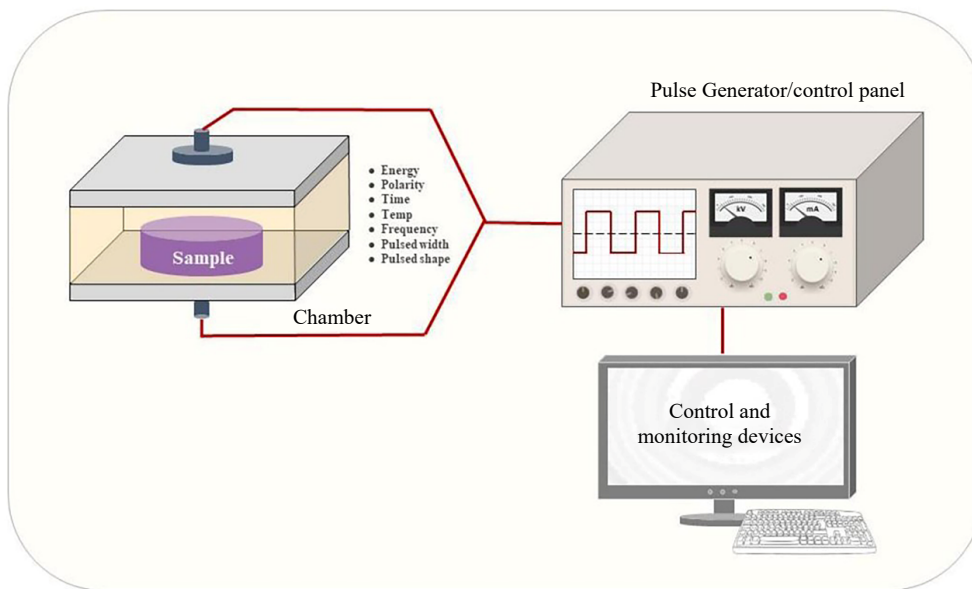 Pulse Generator/control panel
● Energy
● Polarity
● Time
● Temp
● Frequency
● Pulsed width
● Pulsed shape
Sample
Chamber
kV
mA
Control and
monitoring devices